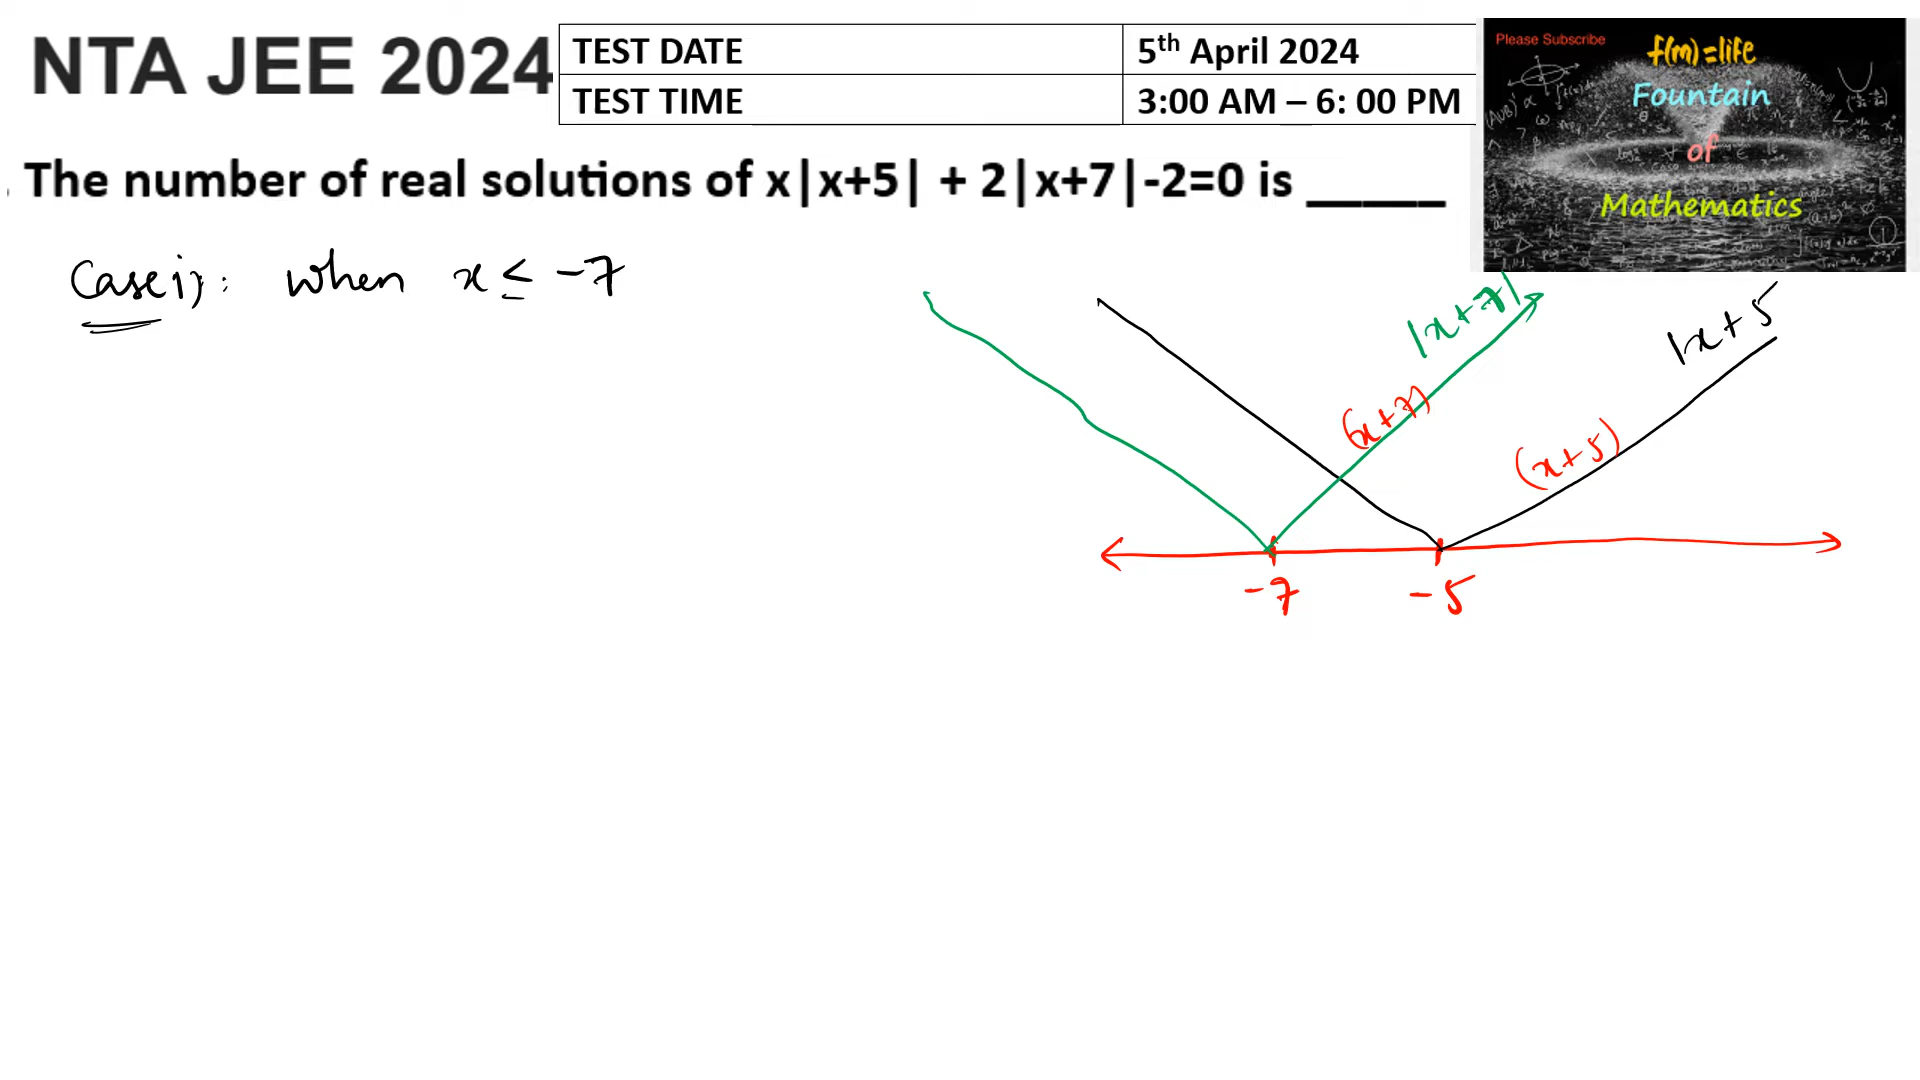 NTA JEE 2024
TEST DATE 5th April 2024
TEST TIME 3:00 AM – 6: 00 PM
Please Subscribe
f(m)=life
Fountain
of
Mathematics
The number of real solutions of x|x+5| + 2|x+7|-2=0 is _____
Case i): when x ≤ -7
|x+7|
|x+5
(x+7)
(x+5)
-7 -5